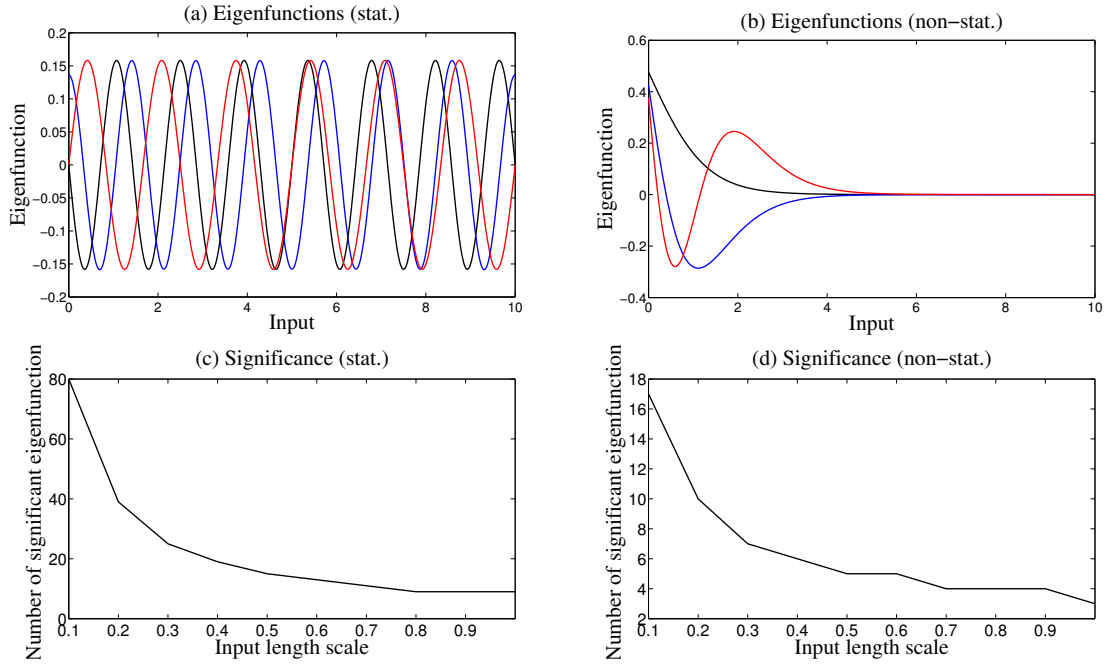 (a) Eigenfunctions (stat.)
0.2
0.15
0.1
0.05
0
−0.05
−0.1
−0.15
−0.2
Eigenfunction
0 2 4 6 8 10
Input
(b) Eigenfunctions (non−stat.)
0.6
0.4
0.2
0
−0.2
−0.4
Eigenfunction
0 2 4 6 8 10
Input
(c) Significance (stat.)
80
60
40
20
0
Number of significant eigenfunction
0.1 0.2 0.3 0.4 0.5 0.6 0.7 0.8 0.9
Input length scale
(d) Significance (non−stat.)
18
16
14
12
10
8
6
4
2
Number of significant eigenfunction
0.1 0.2 0.3 0.4 0.5 0.6 0.7 0.8 0.9
Input length scale